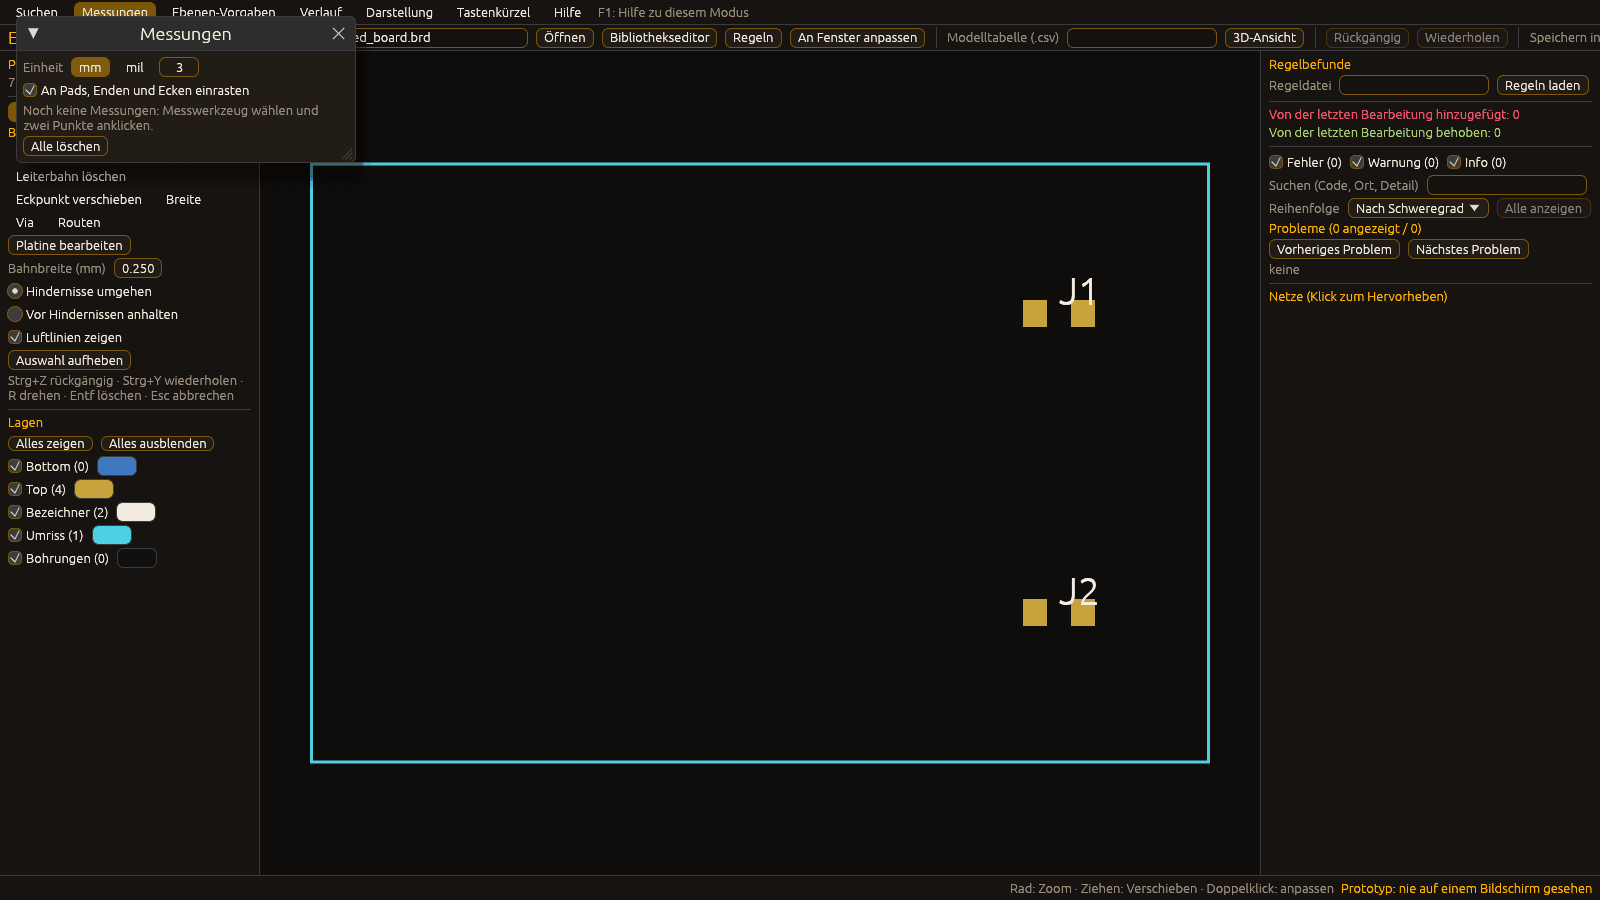 Suchen Messungen Ebenen-Vorgaben Verlauf Darstellung Tastenkürzel Hilfe F1: Hilfe zu diesem Modus
ed_board.brd Öffnen Bibliothekseditor Regeln An Fenster anpassen Modelltabelle (.csv) 3D-Ansicht Rückgängig Wiederholen Speichern in
Messungen
Einheit mm mil 3
An Pads, Enden und Ecken einrasten
Noch keine Messungen: Messwerkzeug wählen und
zwei Punkte anklicken.
Alle löschen
Leiterbahn löschen
Eckpunkt verschieben Breite
Via Routen
Platine bearbeiten
Bahnbreite (mm) 0.250
Hindernisse umgehen
Vor Hindernissen anhalten
Luftlinien zeigen
Auswahl aufheben
Strg+Z rückgängig · Strg+Y wiederholen ·
R drehen · Entf löschen · Esc abbrechen
Lagen
Alles zeigen Alles ausblenden
Bottom (0)
Top (4)
Bezeichner (2)
Umriss (1)
Bohrungen (0)
J1
J2
Regelbefunde
Regeldatei Regeln laden
Von der letzten Bearbeitung hinzugefügt: 0
Von der letzten Bearbeitung behoben: 0
Fehler (0) Warnung (0) Info (0)
Suchen (Code, Ort, Detail)
Reihenfolge Nach Schweregrad Alle anzeigen
Probleme (0 angezeigt / 0)
Vorheriges Problem Nächstes Problem
keine
Netze (Klick zum Hervorheben)
Rad: Zoom · Ziehen: Verschieben · Doppelklick: anpassen Prototyp: nie auf einem Bildschirm gesehen